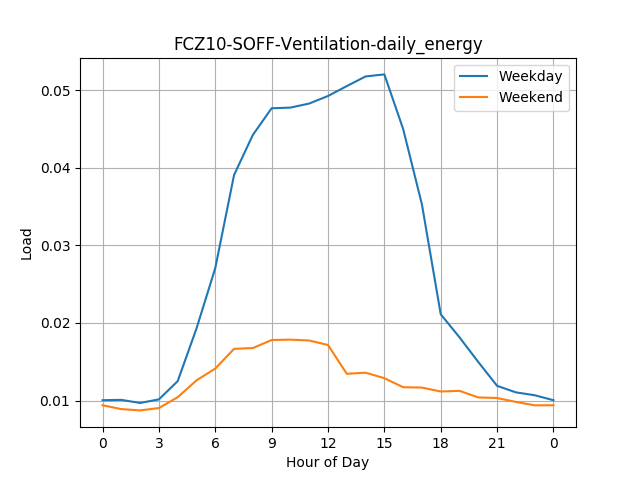 FCZ10-SOFF-Ventilation-daily_energy
Weekday
Weekend
0.05
0.04
0.03
0.02
0.01
Load
0 3 6 9 12 15 18 21 0
Hour of Day